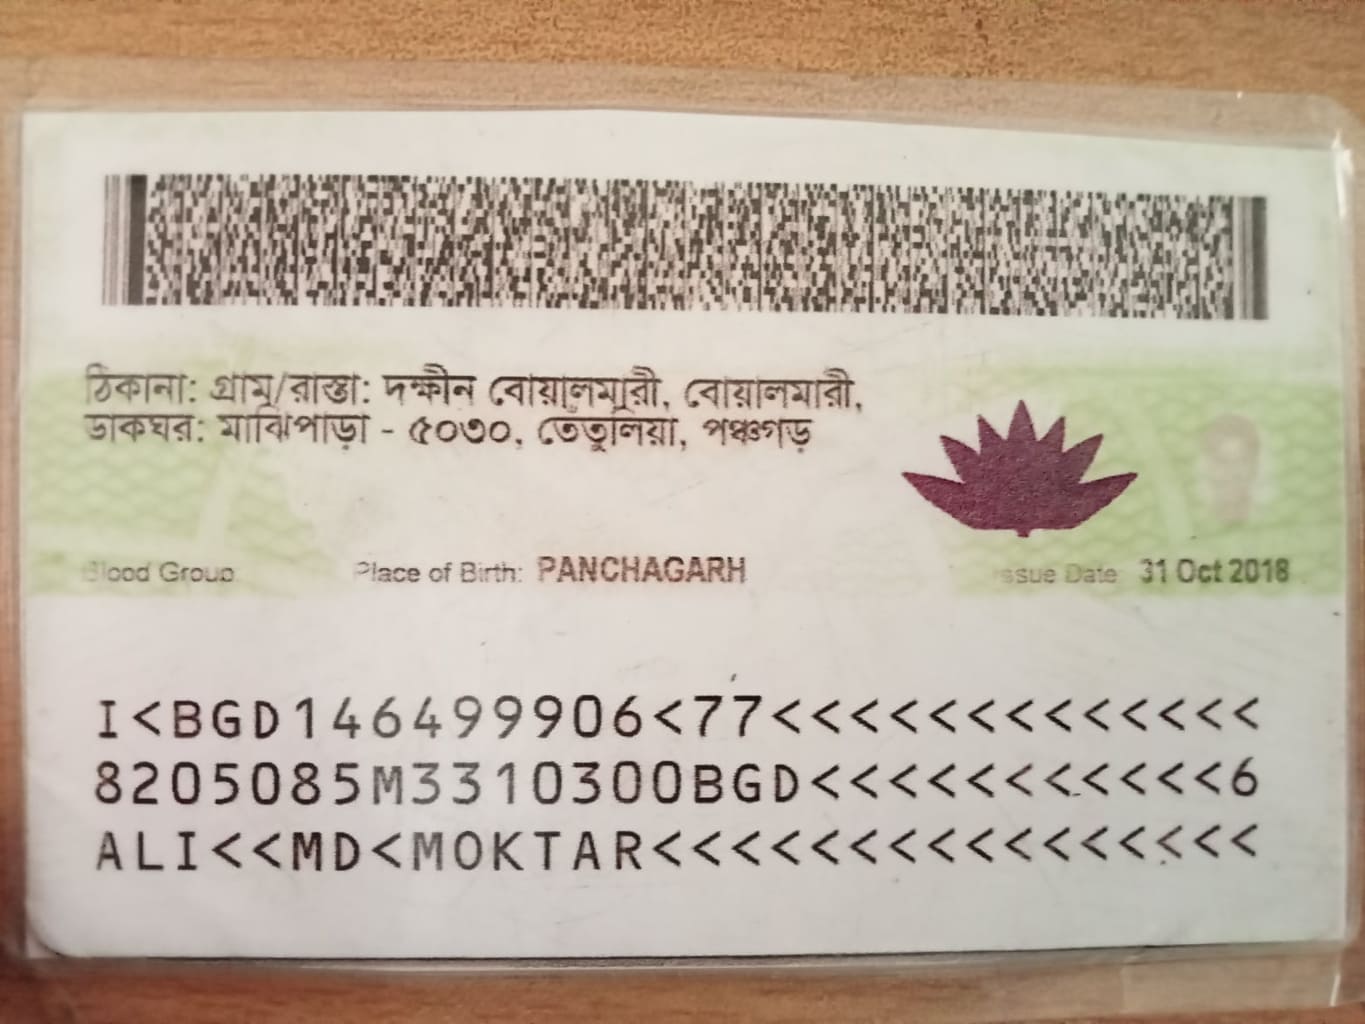 ঠিকানা: গ্রাম/রাস্তা: দক্ষীন বোয়ালমারী, বোয়ালমারী,
ডাকঘর: মাঝিপাড়া - ৫০৩০, তেতুলিয়া, পঞ্চগড়
Blood Group: Place of Birth: PANCHAGARH Issue Date: 31 Oct 2018
I<BGD146499906<77<<<<<<<<<<<<<
8205085M3310300BGD<<<<<<<<<<<6
ALI<<MD<MOKTAR<<<<<<<<<<<<<<<<